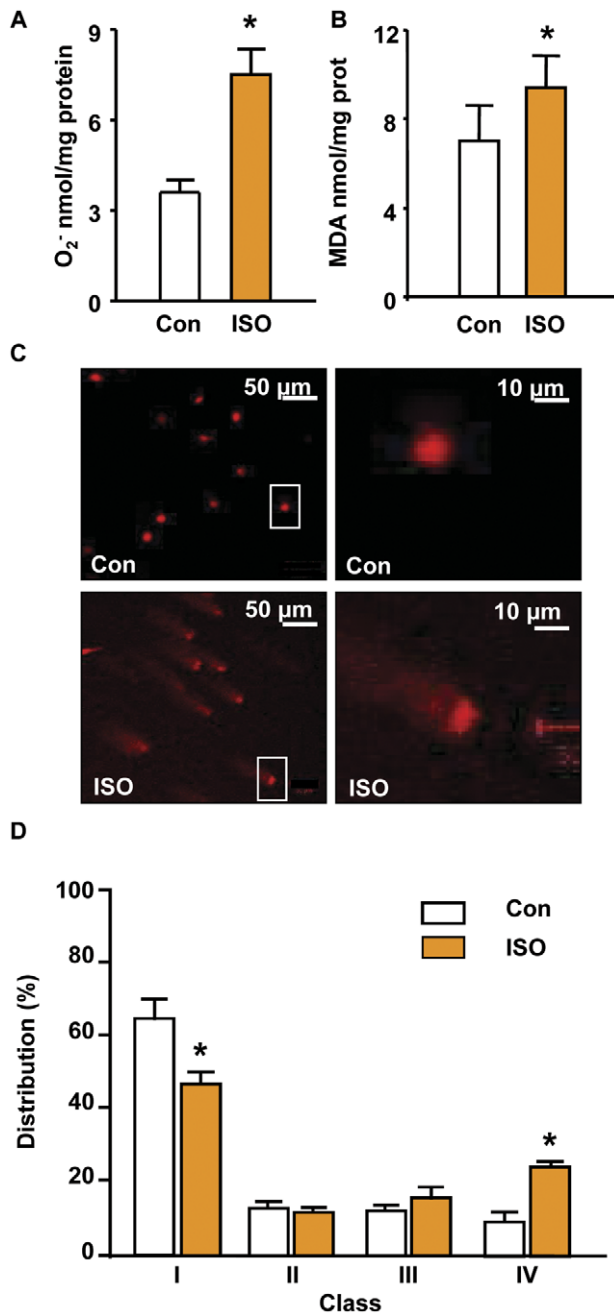 A
O₂⁻ nmol/mg protein
9
6
3
0
*
Con ISO
B
MDA nmol/mg prot
12
8
4
0
*
Con ISO
C
50 µm
Con
10 µm
Con
50 µm
ISO
10 µm
ISO
D
Distribution (%)
100
80
60
40
20
0
Con
ISO
*
*
I II III IV
Class